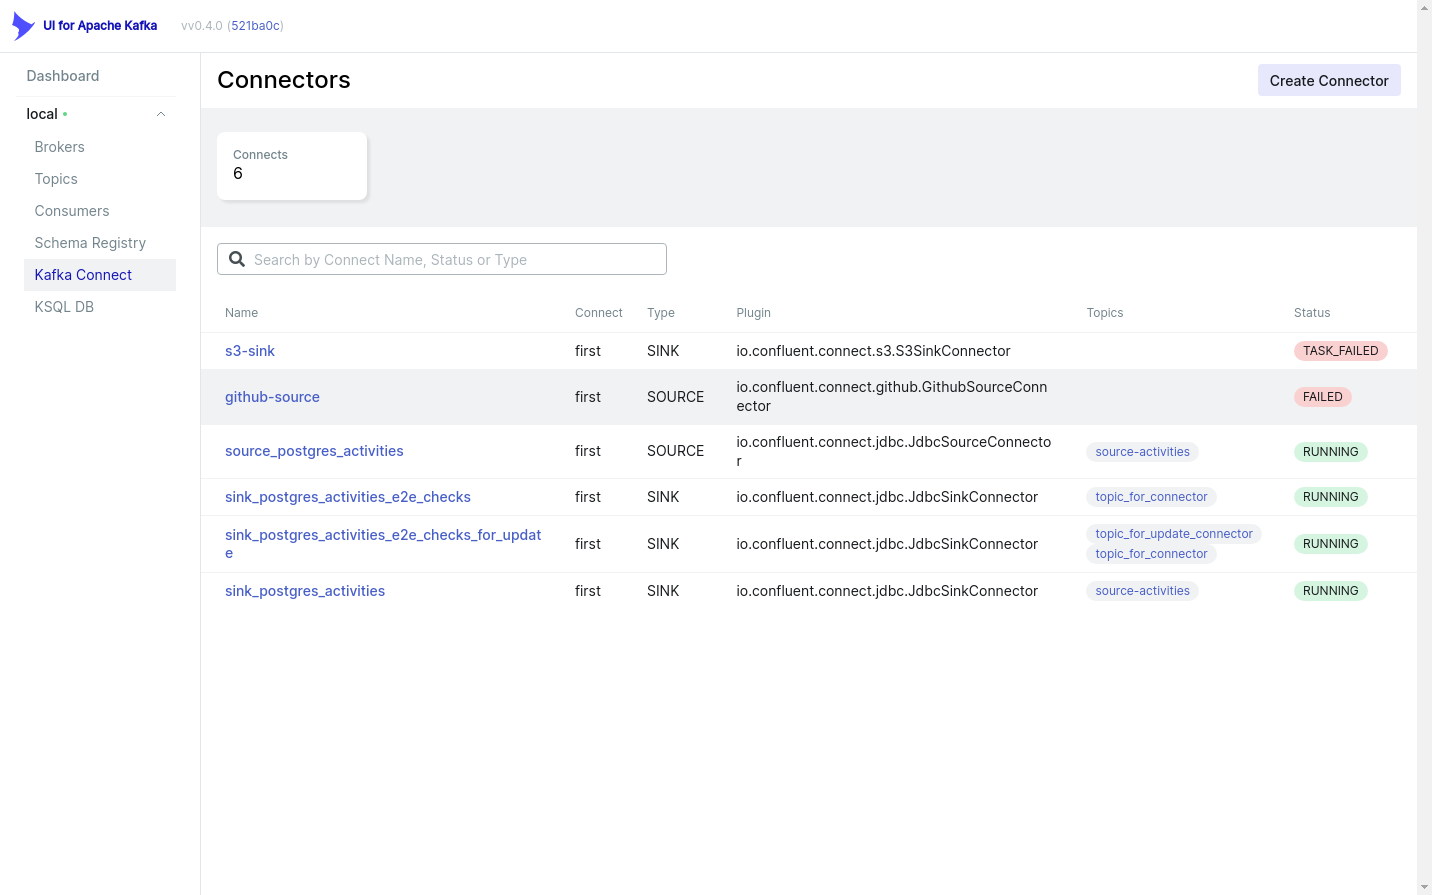 UI for Apache Kafka
vv0.4.0 (521ba0c)
Dashboard
local
Brokers
Topics
Consumers
Schema Registry
Kafka Connect
KSQL DB
Connectors
Create Connector
Connects
6
Search by Connect Name, Status or Type
Name Connect Type Plugin Topics Status
s3-sink first SINK io.confluent.connect.s3.S3SinkConnector TASK_FAILED
github-source first SOURCE io.confluent.connect.github.GithubSourceConn
ector FAILED
source_postgres_activities first SOURCE io.confluent.connect.jdbc.JdbcSourceConnecto
r source-activities RUNNING
sink_postgres_activities_e2e_checks first SINK io.confluent.connect.jdbc.JdbcSinkConnector topic_for_connector RUNNING
sink_postgres_activities_e2e_checks_for_updat
e first SINK io.confluent.connect.jdbc.JdbcSinkConnector topic_for_update_connector
topic_for_connector RUNNING
sink_postgres_activities first SINK io.confluent.connect.jdbc.JdbcSinkConnector source-activities RUNNING